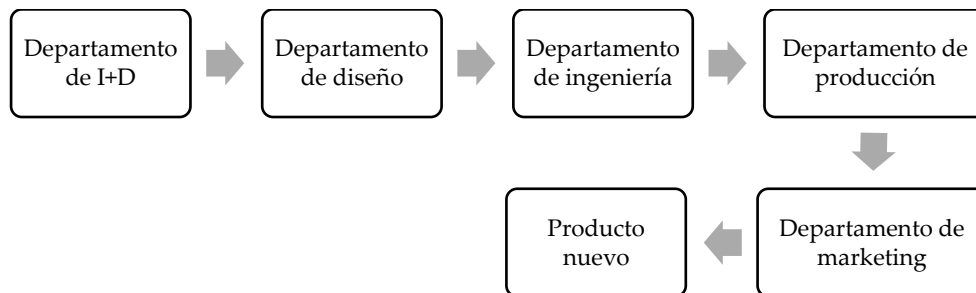 Departamento
de I+D
Departamento
de diseño
Departamento
de ingeniería
Departamento de
producción
Departamento de
marketing
Producto
nuevo